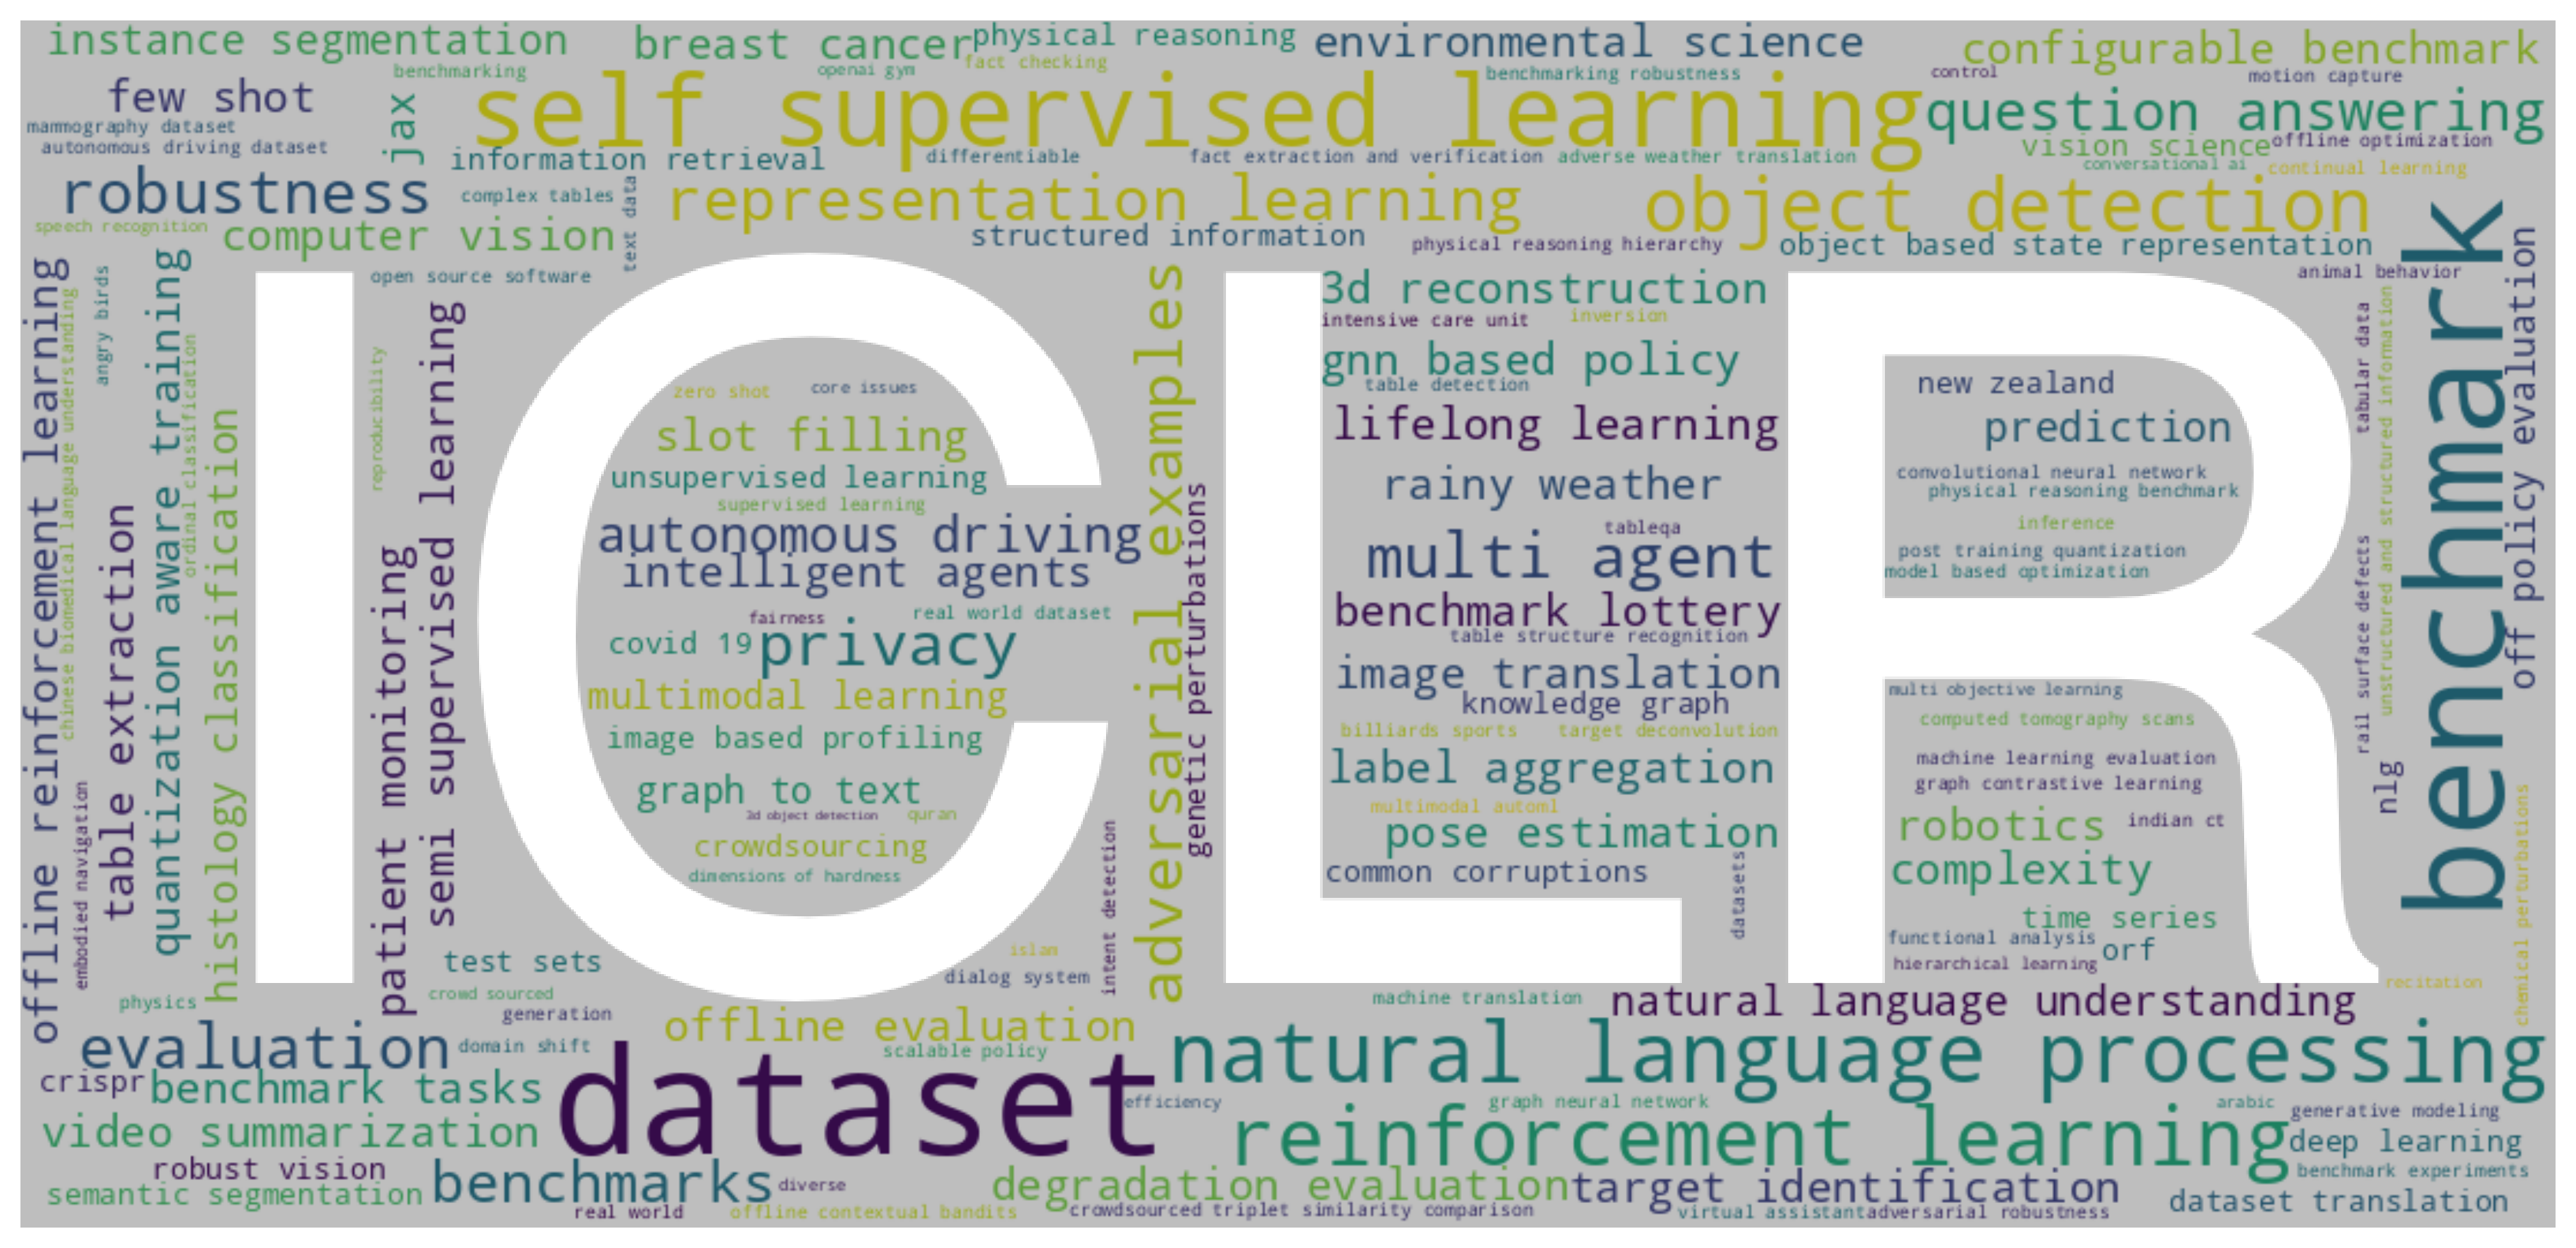 instance segmentation
breast cancer
physical reasoning
environmental science
configurable benchmark
benchmarking
openai gym
fact checking
benchmarking robustness
control
motion capture
few shot
jax
self supervised learning
question answering
mammography dataset
autonomous driving dataset
information retrieval
differentiable
fact extraction and verification
adverse weather translation
vision science
offline optimization
conversational ai
continual learning
robustness
complex tables
text data
representation learning
object detection
speech recognition
computer vision
structured information
physical reasoning hierarchy
object based state representation
open source software
animal behavior
ICLR
offline reinforcement learning
chinese biomedical language understanding
angry birds
embodied navigation
table extraction
quantization aware training
ordinal classification
histology classification
reproducibility
patient monitoring
semi supervised learning
zero shot
core issues
slot filling
unsupervised learning
supervised learning
autonomous driving
intelligent agents
fairness
real world dataset
covid 19
privacy
multimodal learning
image based profiling
graph to text
3d object detection
quran
crowdsourcing
dimensions of hardness
intent detection
adversarial examples
genetic perturbations
3d reconstruction
intensive care unit
inversion
gnn based policy
table detection
lifelong learning
rainy weather
tableqa
multi agent
benchmark lottery
table structure recognition
image translation
knowledge graph
billiards sports
target deconvolution
label aggregation
multimodal automl
pose estimation
common corruptions
datasets
new zealand
prediction
convolutional neural network
physical reasoning benchmark
inference
post training quantization
model based optimization
multi objective learning
computed tomography scans
machine learning evaluation
graph contrastive learning
robotics
indian ct
complexity
time series
functional analysis
orf
hierarchical learning
tabular data
rail surface defects
unstructured and structured information
nlg
benchmark
off policy evaluation
chemical perturbations
recitation
test sets
islam
dialog system
physics
crowd sourced
generation
machine translation
natural language understanding
evaluation
domain shift
offline evaluation
scalable policy
natural language processing
crispr
benchmark tasks
dataset
efficiency
graph neural network
arabic
generative modeling
video summarization
reinforcement learning
deep learning
robust vision
benchmarks
diverse
degradation evaluation
target identification
benchmark experiments
semantic segmentation
real world
offline contextual bandits
crowdsourced triplet similarity comparison
virtual assistant
adversarial robustness
dataset translation